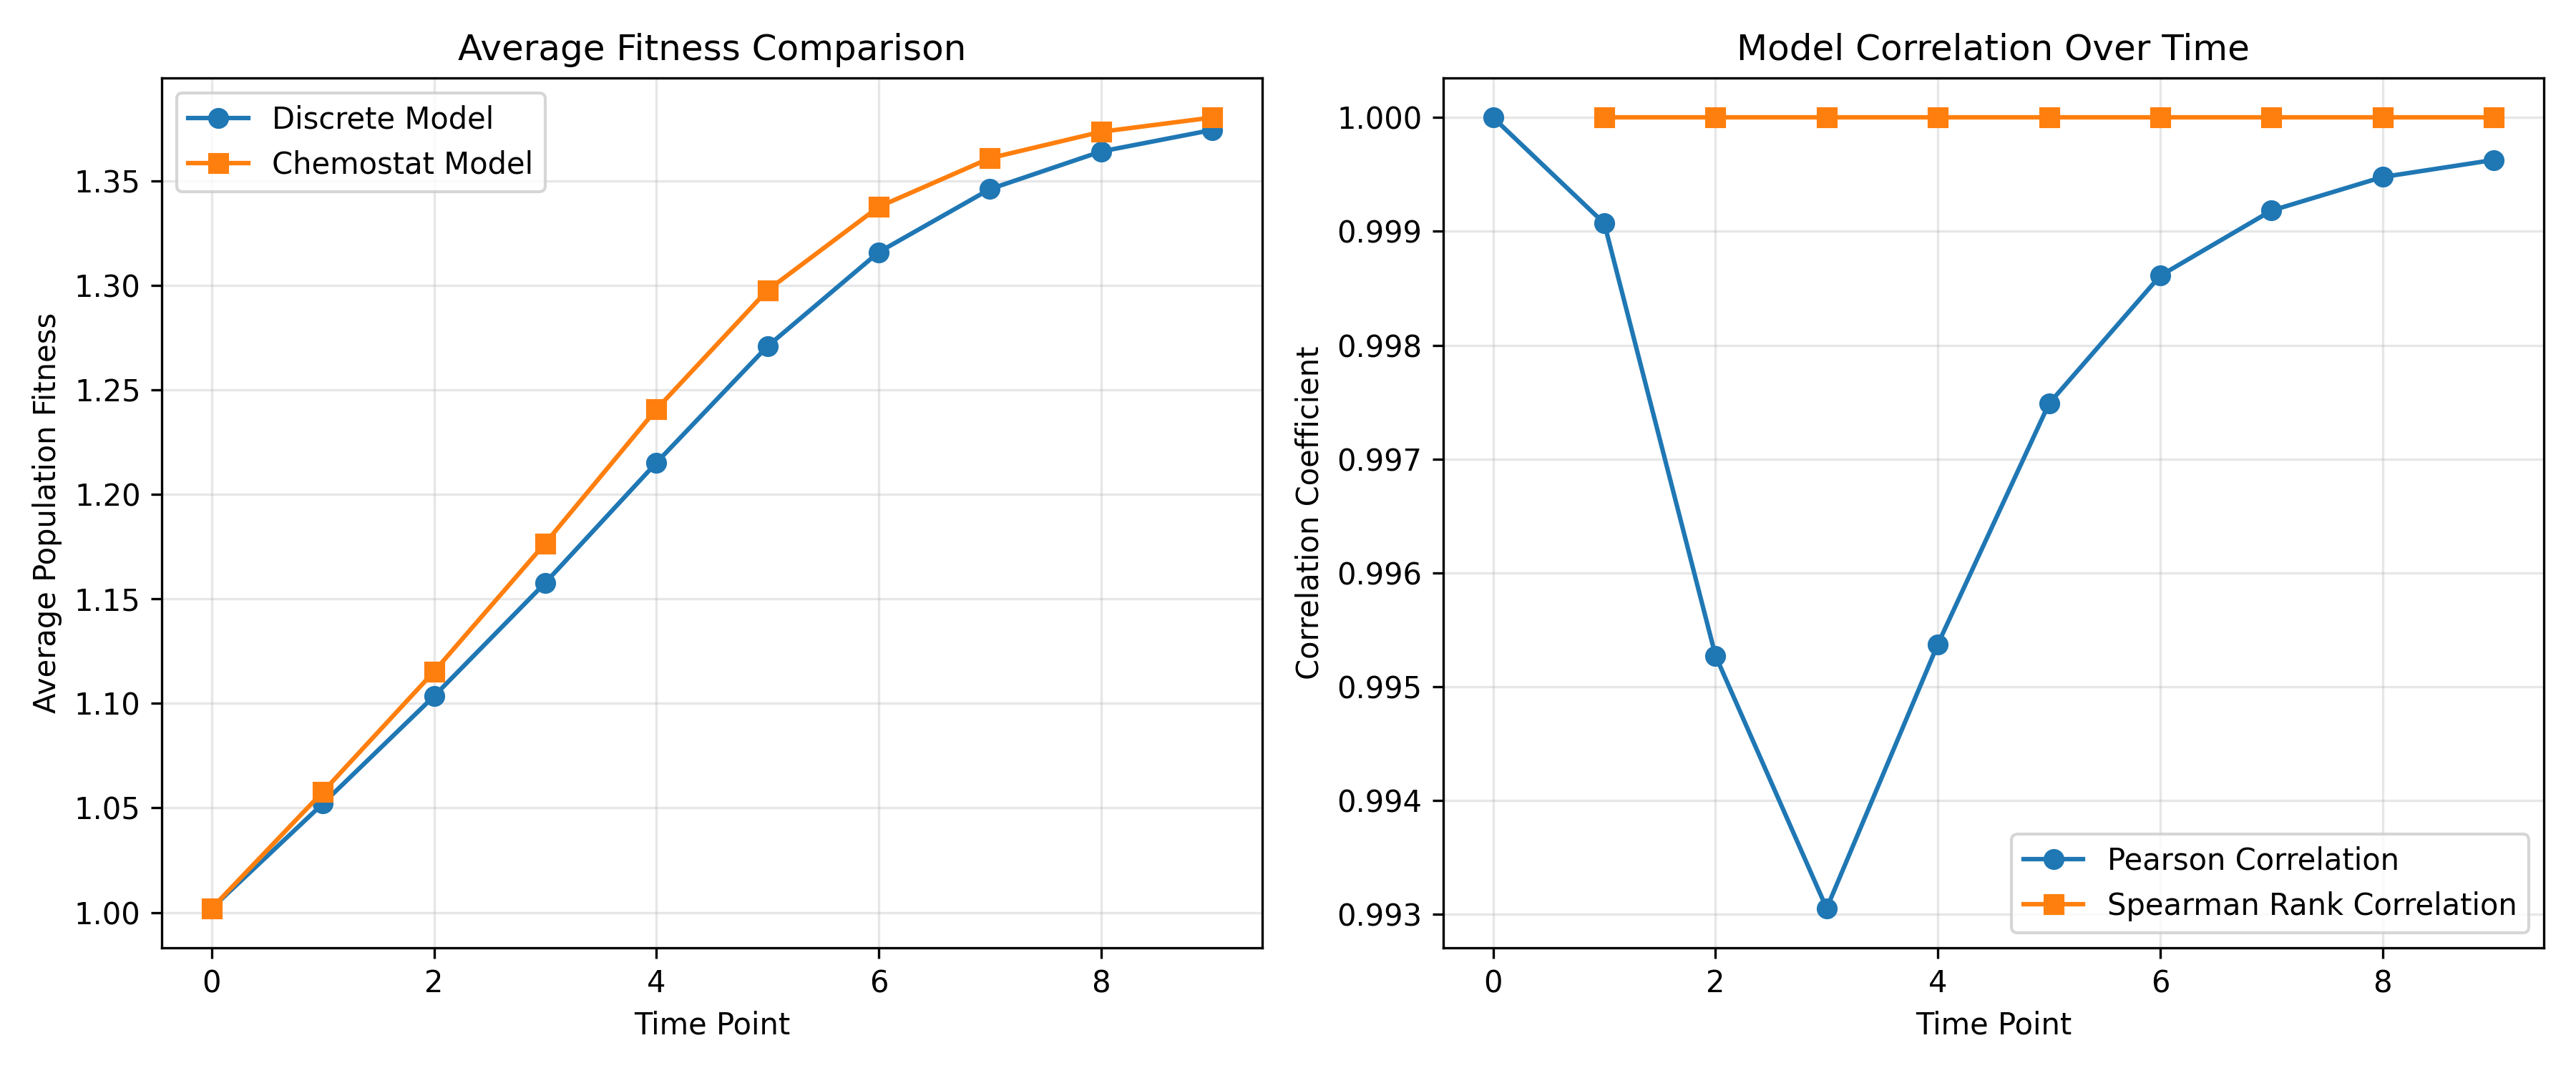 Average Fitness Comparison
Discrete Model
Chemostat Model
1.35
1.30
1.25
1.20
1.15
1.10
1.05
1.00
Average Population Fitness
0 2 4 6 8
Time Point
Model Correlation Over Time
1.000
0.999
0.998
0.997
0.996
0.995
0.994
0.993
Correlation Coefficient
Pearson Correlation
Spearman Rank Correlation
0 2 4 6 8
Time Point